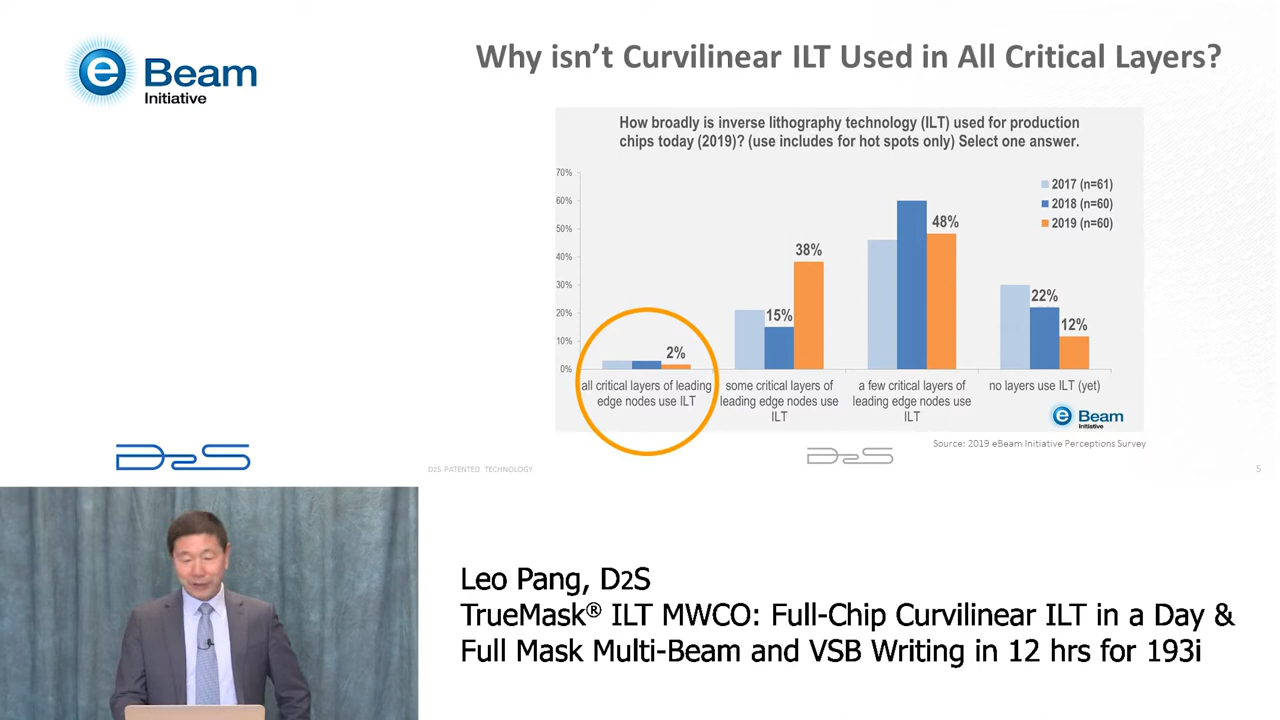 e Beam
Initiative
Why isn't Curvilinear ILT Used in All Critical Layers?
How broadly is inverse lithography technology (ILT) used for production
chips today (2019)? (use includes for hot spots only) Select one answer.
70%
60%
50%
40%
30%
20%
10%
0%
2017 (n=61)
2018 (n=60)
2019 (n=60)
2%
15%
38%
48%
22%
12%
all critical layers of leading
edge nodes use ILT
some critical layers of
leading edge nodes use
ILT
a few critical layers of
leading edge nodes use
ILT
no layers use ILT (yet)
e Beam
Initiative
Source: 2019 eBeam Initiative Perceptions Survey
D2S
D2S PATENTED TECHNOLOGY
D2S
5
Leo Pang, D2S
TrueMask® ILT MWCO: Full-Chip Curvilinear ILT in a Day &
Full Mask Multi-Beam and VSB Writing in 12 hrs for 193i